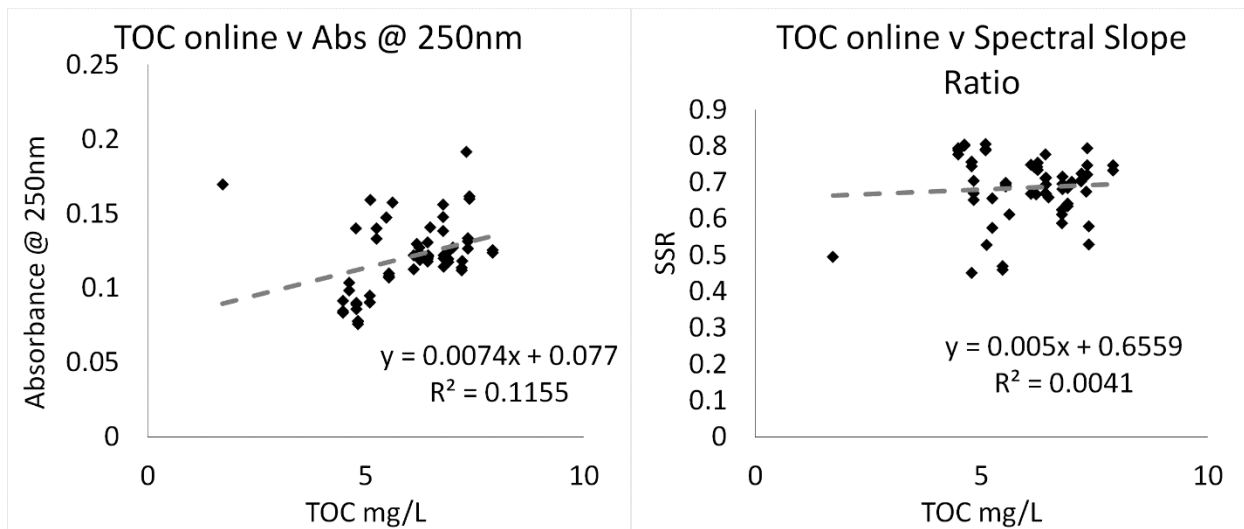 TOC online v Abs @ 250nm
0.25
0.2
0.15
0.1
0.05
0
Absorbance @ 250nm
y = 0.0074x + 0.077
R² = 0.1155
0
5
10
TOC mg/L
TOC online v Spectral Slope
Ratio
0.9
0.8
0.7
0.6
0.5
0.4
0.3
0.2
0.1
0
SSR
y = 0.005x + 0.6559
R² = 0.0041
0
5
10
TOC mg/L